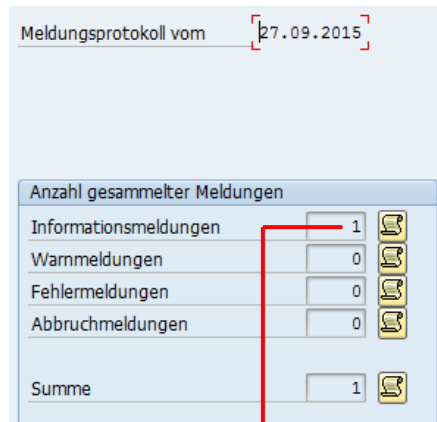 Meldungsprotokoll vom 27.09.2015
Anzahl gesammelter Meldungen
Informationsmeldungen 1
Warnmeldungen 0
Fehlermeldungen 0
Abbruchmeldungen 0
Summe 1